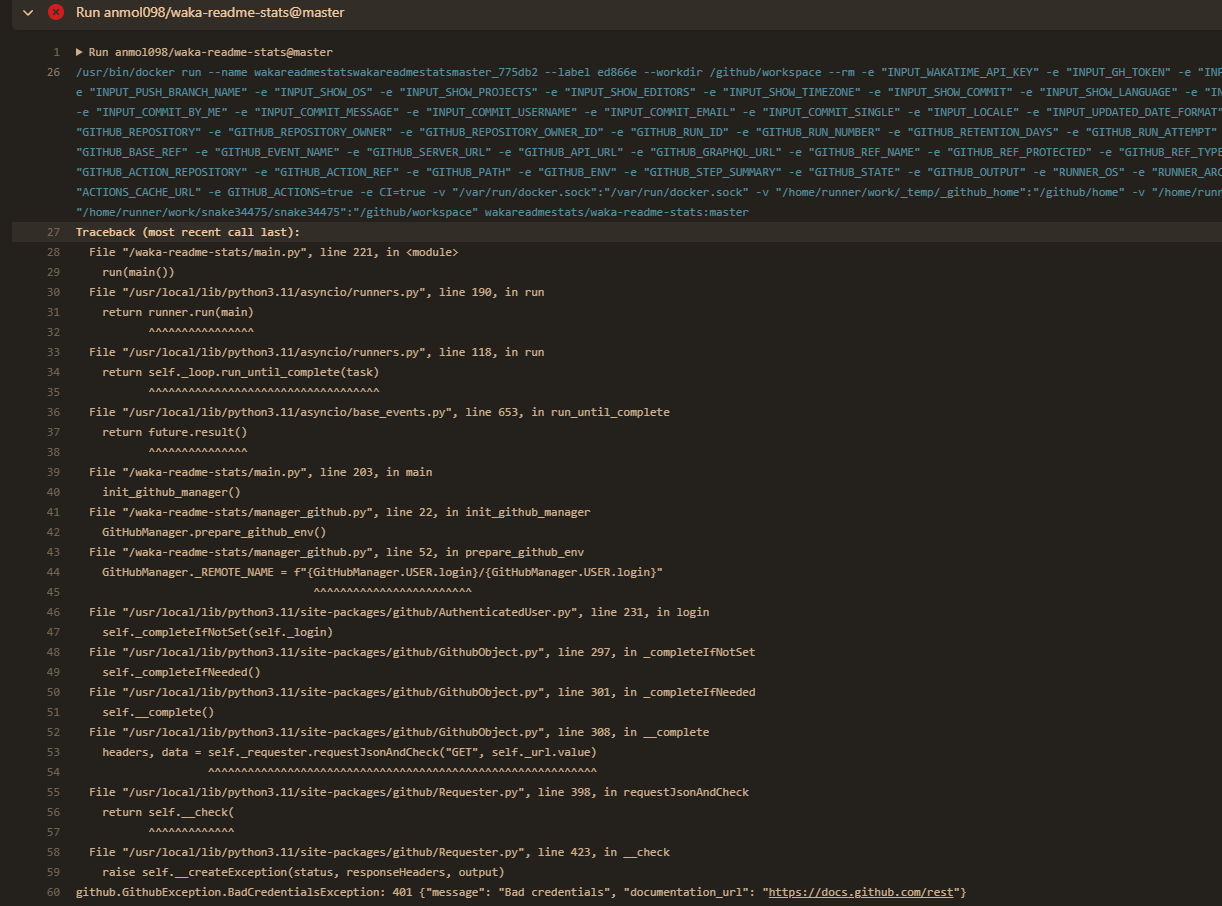 Run anmol098/waka-readme-stats@master
1 ▶ Run anmol098/waka-readme-stats@master
26 /usr/bin/docker run --name wakareadmestatswakareadmestatsmaster_775db2 --label ed866e --workdir /github/workspace --rm -e "INPUT_WAKATIME_API_KEY" -e "INPUT_GH_TOKEN" -e "INP
e "INPUT_PUSH_BRANCH_NAME" -e "INPUT_SHOW_OS" -e "INPUT_SHOW_PROJECTS" -e "INPUT_SHOW_EDITORS" -e "INPUT_SHOW_TIMEZONE" -e "INPUT_SHOW_COMMIT" -e "INPUT_SHOW_LANGUAGE" -e "IN
-e "INPUT_COMMIT_BY_ME" -e "INPUT_COMMIT_MESSAGE" -e "INPUT_COMMIT_USERNAME" -e "INPUT_COMMIT_EMAIL" -e "INPUT_COMMIT_SINGLE" -e "INPUT_LOCALE" -e "INPUT_UPDATED_DATE_FORMAT"
"GITHUB_REPOSITORY" -e "GITHUB_REPOSITORY_OWNER" -e "GITHUB_REPOSITORY_OWNER_ID" -e "GITHUB_RUN_ID" -e "GITHUB_RUN_NUMBER" -e "GITHUB_RETENTION_DAYS" -e "GITHUB_RUN_ATTEMPT"
"GITHUB_BASE_REF" -e "GITHUB_EVENT_NAME" -e "GITHUB_SERVER_URL" -e "GITHUB_API_URL" -e "GITHUB_GRAPHQL_URL" -e "GITHUB_REF_NAME" -e "GITHUB_REF_PROTECTED" -e "GITHUB_REF_TYPE
"GITHUB_ACTION_REPOSITORY" -e "GITHUB_ACTION_REF" -e "GITHUB_PATH" -e "GITHUB_ENV" -e "GITHUB_STEP_SUMMARY" -e "GITHUB_STATE" -e "GITHUB_OUTPUT" -e "RUNNER_OS" -e "RUNNER_ARC
"ACTIONS_CACHE_URL" -e GITHUB_ACTIONS=true -e CI=true -v "/var/run/docker.sock":"/var/run/docker.sock" -v "/home/runner/work/_temp/_github_home":"/github/home" -v "/home/runn
"/home/runner/work/snake34475/snake34475":"/github/workspace" wakareadmestats/waka-readme-stats:master
27 Traceback (most recent call last):
28 File "/waka-readme-stats/main.py", line 221, in <module>
29 run(main())
30 File "/usr/local/lib/python3.11/asyncio/runners.py", line 190, in run
31 return runner.run(main)
32 ^^^^^^^^^^^^^^^^
33 File "/usr/local/lib/python3.11/asyncio/runners.py", line 118, in run
34 return self._loop.run_until_complete(task)
35 ^^^^^^^^^^^^^^^^^^^^^^^^^^^^^^^^^^^
36 File "/usr/local/lib/python3.11/asyncio/base_events.py", line 653, in run_until_complete
37 return future.result()
38 ^^^^^^^^^^^^^^^
39 File "/waka-readme-stats/main.py", line 203, in main
40 init_github_manager()
41 File "/waka-readme-stats/manager_github.py", line 22, in init_github_manager
42 GitHubManager.prepare_github_env()
43 File "/waka-readme-stats/manager_github.py", line 52, in prepare_github_env
44 GitHubManager._REMOTE_NAME = f"{GitHubManager.USER.login}/{GitHubManager.USER.login}"
45 ^^^^^^^^^^^^^^^^^^^^^^^^
46 File "/usr/local/lib/python3.11/site-packages/github/AuthenticatedUser.py", line 231, in login
47 self._completeIfNotSet(self._login)
48 File "/usr/local/lib/python3.11/site-packages/github/GithubObject.py", line 297, in _completeIfNotSet
49 self._completeIfNeeded()
50 File "/usr/local/lib/python3.11/site-packages/github/GithubObject.py", line 301, in _completeIfNeeded
51 self.__complete()
52 File "/usr/local/lib/python3.11/site-packages/github/GithubObject.py", line 308, in __complete
53 headers, data = self._requester.requestJsonAndCheck("GET", self._url.value)
54 ^^^^^^^^^^^^^^^^^^^^^^^^^^^^^^^^^^^^^^^^^^^^^^^^^^^^^^^^^^^
55 File "/usr/local/lib/python3.11/site-packages/github/Requester.py", line 398, in requestJsonAndCheck
56 return self.__check(
57 ^^^^^^^^^^^^^
58 File "/usr/local/lib/python3.11/site-packages/github/Requester.py", line 423, in __check
59 raise self.__createException(status, responseHeaders, output)
60 github.GithubException.BadCredentialsException: 401 {"message": "Bad credentials", "documentation_url": "https://docs.github.com/rest"}